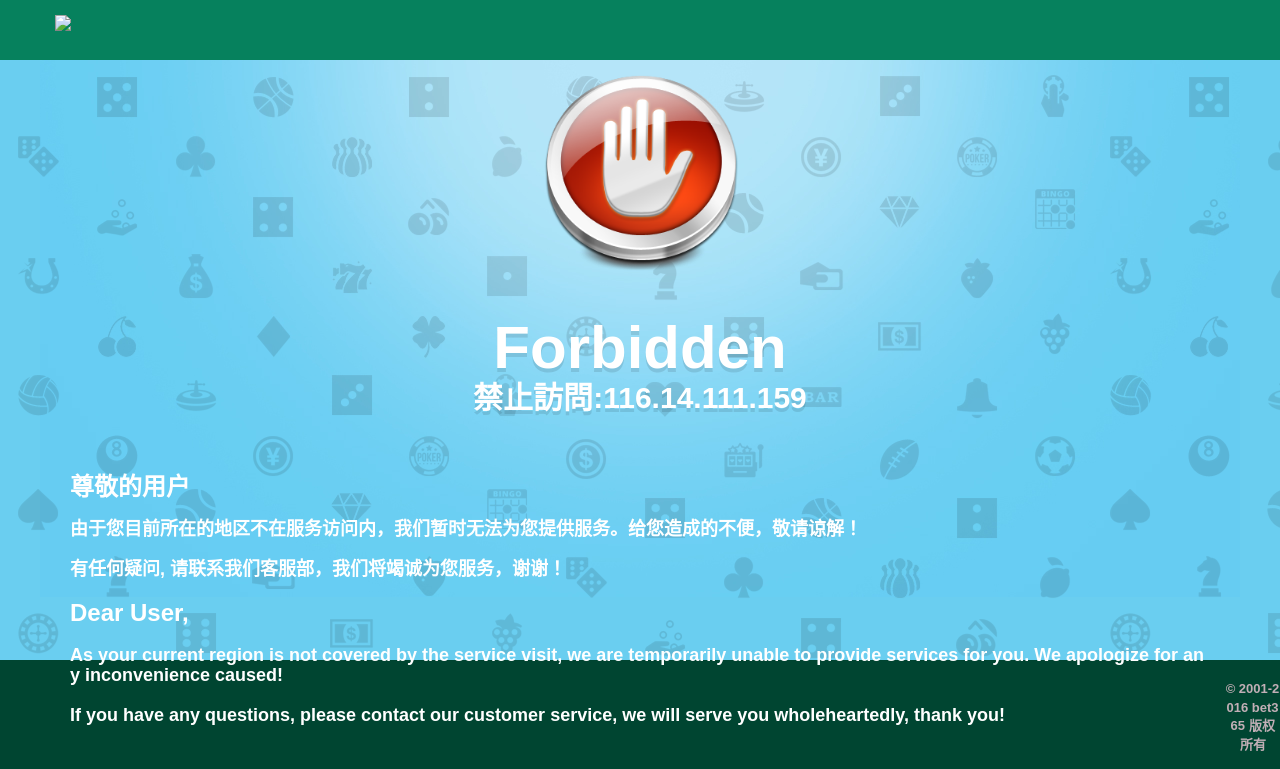 Forbidden
禁止訪問:116.14.111.159
尊敬的用户
由于您目前所在的地区不在服务访问内，我们暂时无法为您提供服务。给您造成的不便，敬请谅解！
有任何疑问, 请联系我们客服部，我们将竭诚为您服务，谢谢！
Dear User,
As your current region is not covered by the service visit, we are temporarily unable to provide services for you. We apologize for an
y inconvenience caused!
If you have any questions, please contact our customer service, we will serve you wholeheartedly, thank you!
© 2001-2
016 bet3
65 版权
所有